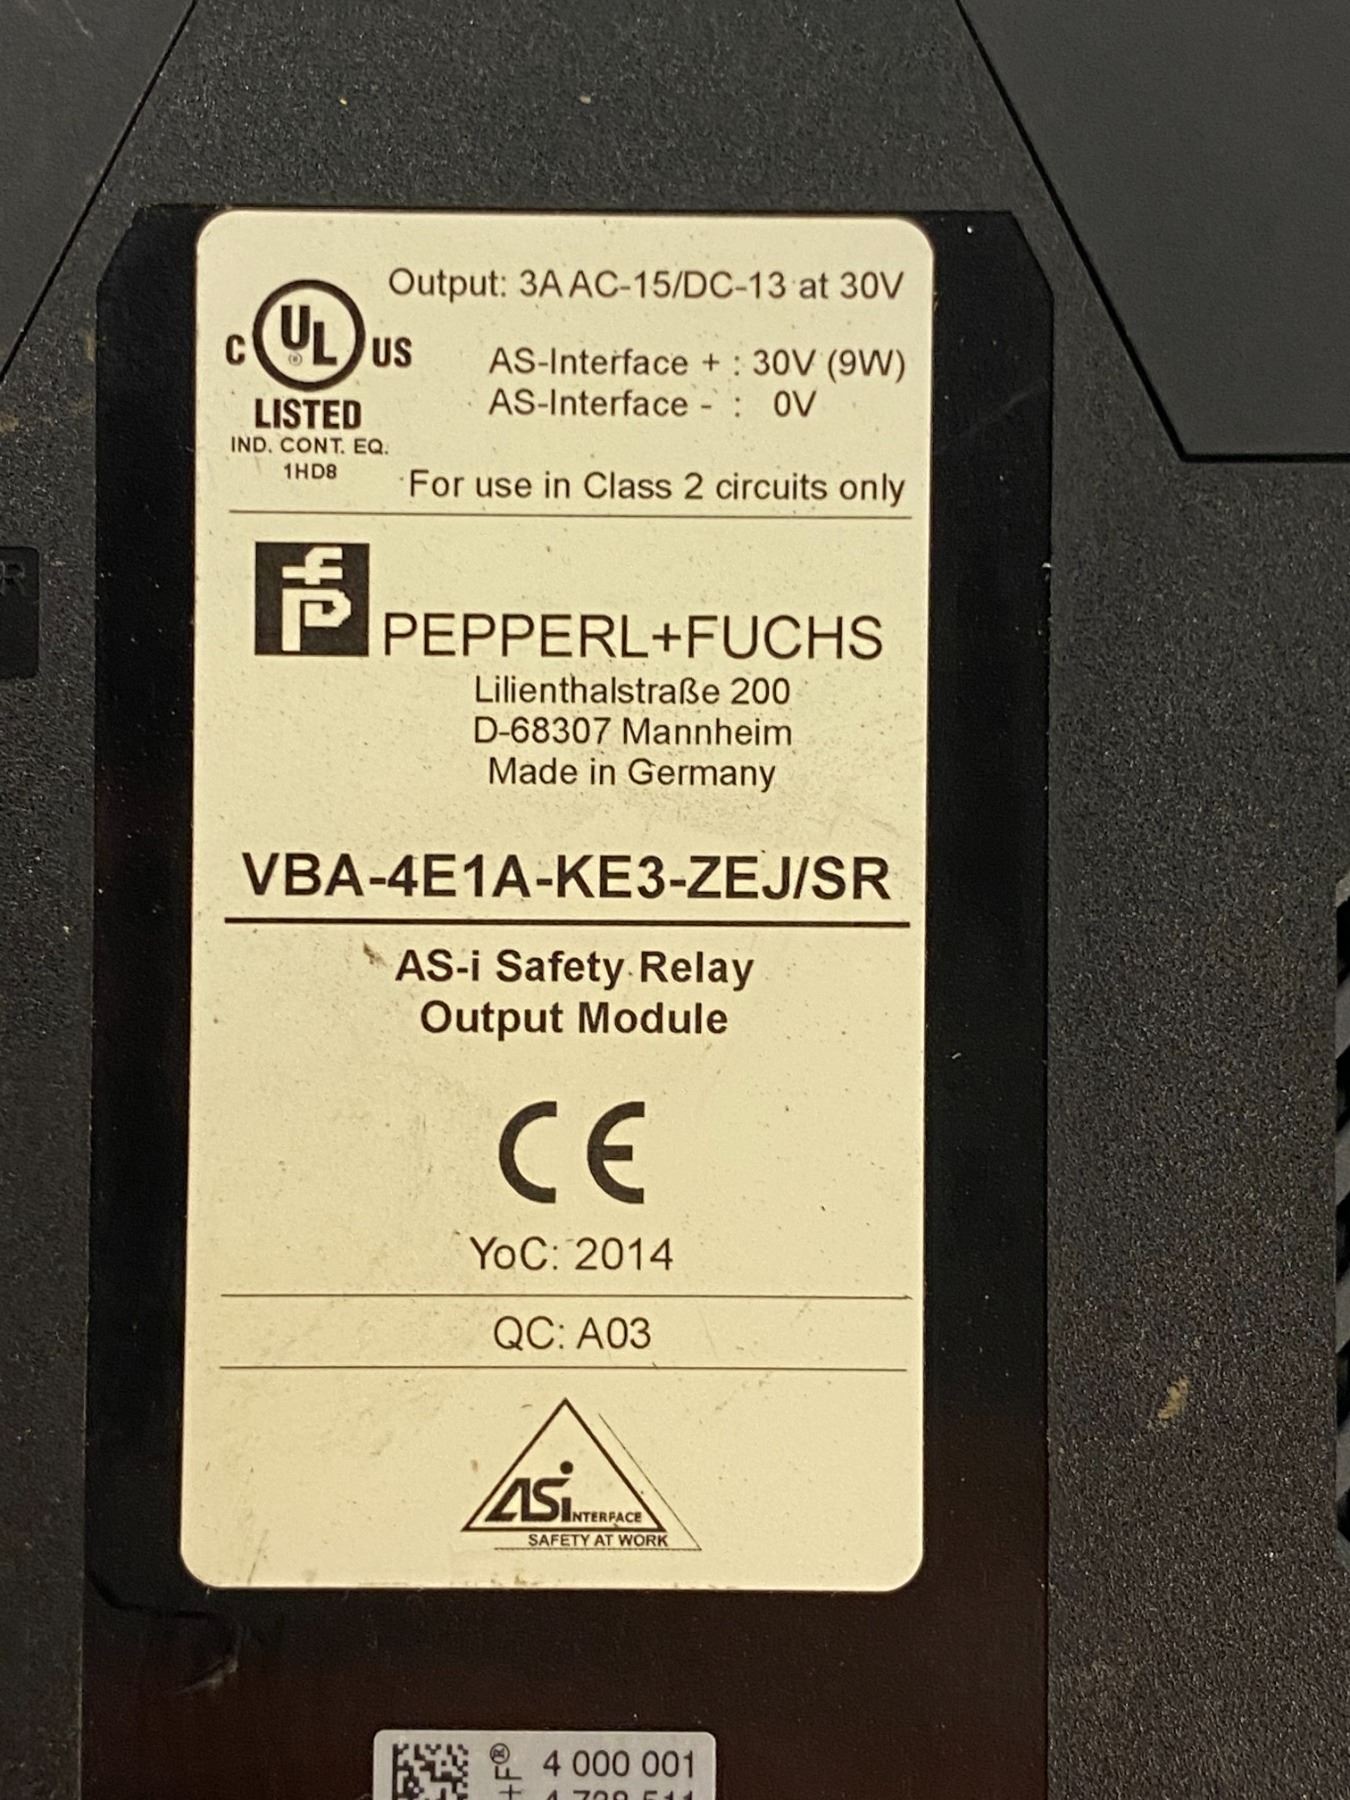 Output: 3A AC-15/DC-13 at 30V
C UL ® US
LISTED
IND. CONT. EQ.
1HD8
AS-Interface + : 30V (9W)
AS-Interface - : 0V
For use in Class 2 circuits only
PEPPERL+FUCHS
Lilienthalstraße 200
D-68307 Mannheim
Made in Germany
VBA-4E1A-KE3-ZEJ/SR
AS-i Safety Relay
Output Module
CE
YoC: 2014
QC: A03
ASINTERFACE
SAFETY AT WORK
4 000 001